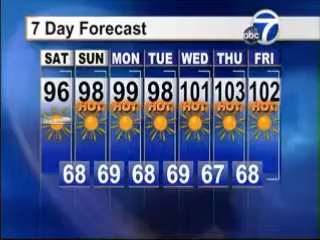 7 Day Forecast
abc 7
SAT SUN MON TUE WED THU FRI
96 98 99 98 101 103 102
HOT HOT HOT HOT HOT HOT
68 69 68 69 67 68